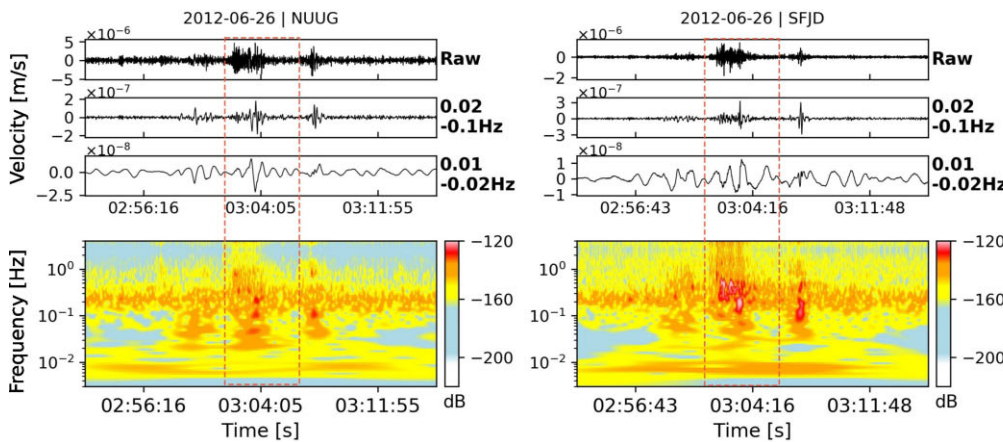 2012-06-26 | NUUG
×10⁻⁶
5
0
−5
Raw
×10⁻⁷
2
0
−2
0.02
-0.1Hz
×10⁻⁸
0.0
−2.5
0.01
-0.02Hz
02:56:16 03:04:05 03:11:55
Velocity [m/s]
10⁰
10⁻¹
10⁻²
Frequency [Hz]
−120
−160
−200
dB
02:56:16 03:04:05 03:11:55
Time [s]
2012-06-26 | SFJD
×10⁻⁶
0
−2
Raw
×10⁻⁷
3
0
−3
0.02
-0.1Hz
×10⁻⁸
1
0
−1
0.01
-0.02Hz
02:56:43 03:04:16 03:11:48
10⁰
10⁻¹
10⁻²
−120
−160
−200
dB
02:56:43 03:04:16 03:11:48
Time [s]